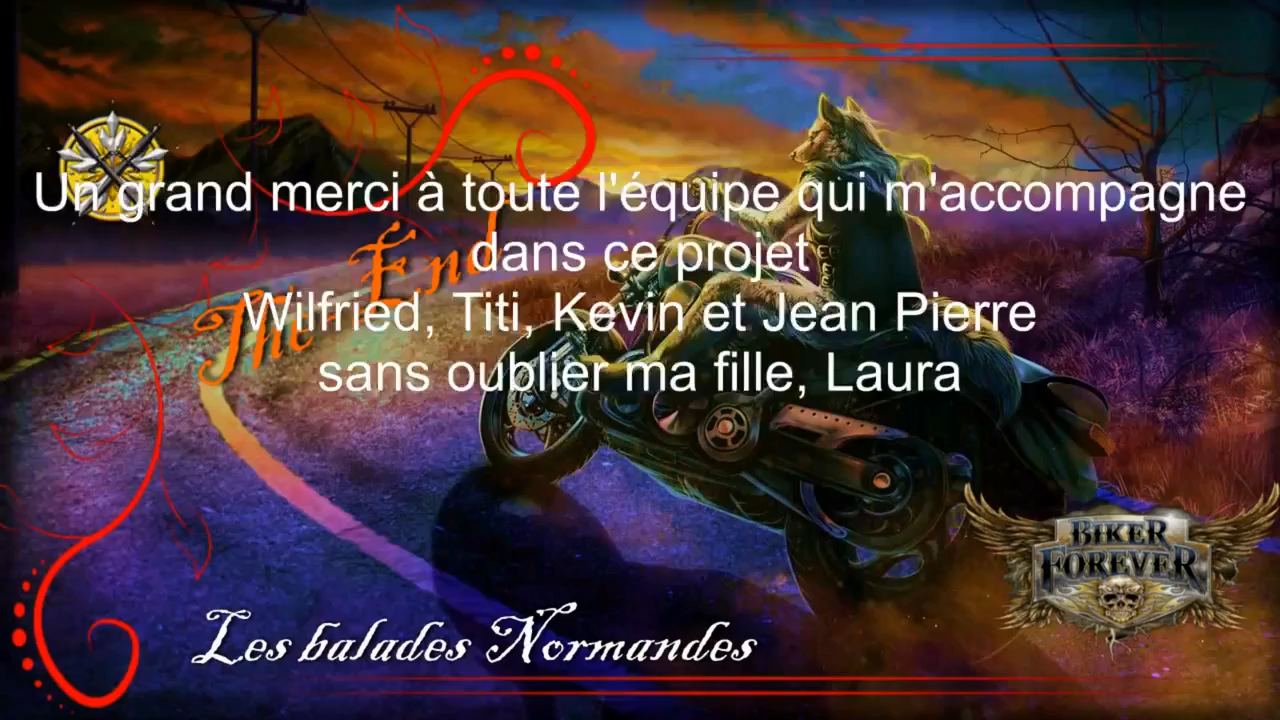 Un grand merci à toute l'équipe qui m'accompagne
dans ce projet
Wilfried, Titi, Kevin et Jean Pierre
sans oublier ma fille, Laura
The End
BIKER
FOREVER
Les balades Normandes